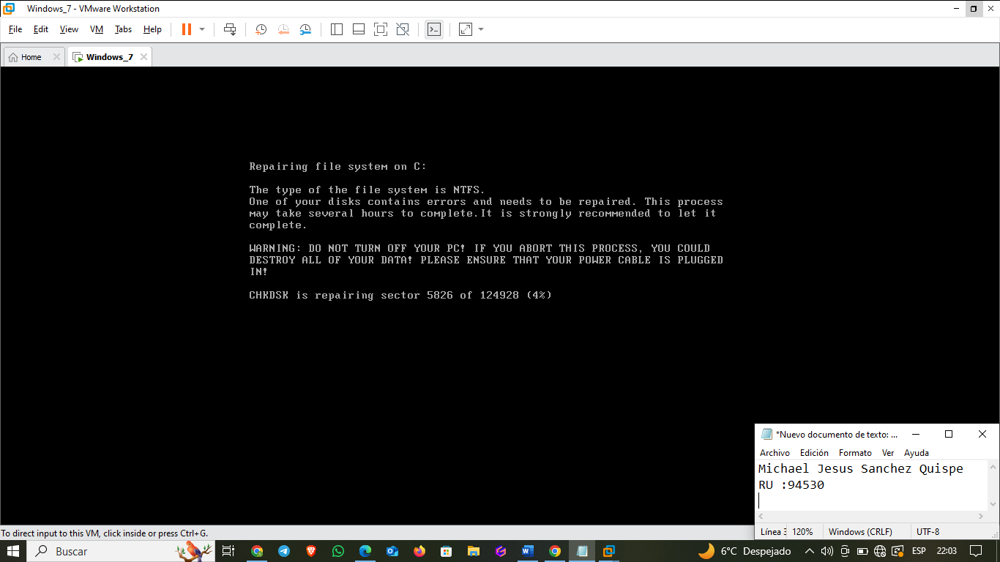 Windows_7 - VMware Workstation
File Edit View VM Tabs Help
Home Windows_7
Repairing file system on C:
The type of the file system is NTFS.
One of your disks contains errors and needs to be repaired. This process
may take several hours to complete.It is strongly recommended to let it
complete.
WARNING: DO NOT TURN OFF YOUR PC! IF YOU ABORT THIS PROCESS, YOU COULD
DESTROY ALL OF YOUR DATA! PLEASE ENSURE THAT YOUR POWER CABLE IS PLUGGED
IN!
CHKDSK is repairing sector 5826 of 124928 (4%)
*Nuevo documento de texto: ...
Archivo Edición Formato Ver Ayuda
Michael Jesus Sanchez Quispe
RU :94530
Línea 3 120% Windows (CRLF) UTF-8
To direct input to this VM, click inside or press Ctrl+G.
Buscar 6°C Despejado ESP 22:03